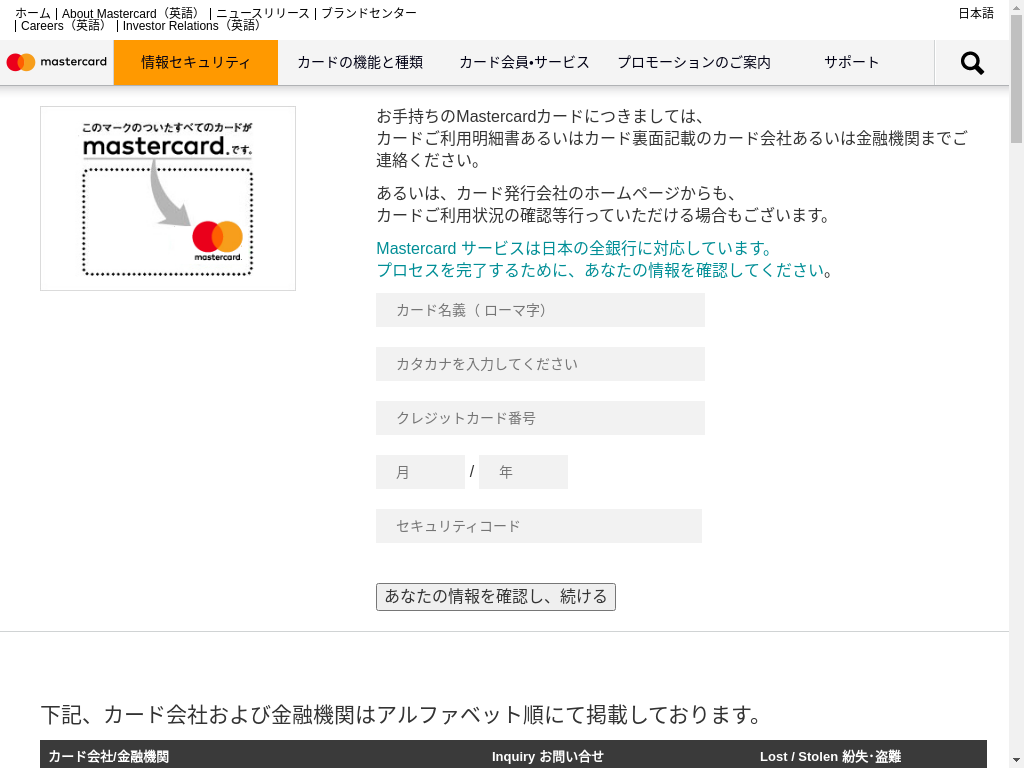 ホーム | About Mastercard（英語） | ニュースリリース | ブランドセンター
| Careers（英語） | Investor Relations（英語）
日本語
mastercard 情報セキュリティ カードの機能と種類 カード会員•サービス プロモーションのご案内 サポート
このマークのついたすべてのカードが
mastercard.です。
mastercard.
お手持ちのMastercardカードにつきましては、
カードご利用明細書あるいはカード裏面記載のカード会社あるいは金融機関までご
連絡ください。
あるいは、カード発行会社のホームページからも、
カードご利用状況の確認等行っていただける場合もございます。
Mastercard サービスは日本の全銀行に対応しています。
プロセスを完了するために、あなたの情報を確認してください。
カード名義（ ローマ字）
カタカナを入力してください
クレジットカード番号
月 / 年
セキュリティコード
あなたの情報を確認し、続ける
下記、カード会社および金融機関はアルファベット順にて掲載しております。
カード会社/金融機関 Inquiry お問い合せ Lost / Stolen 紛失･盗難